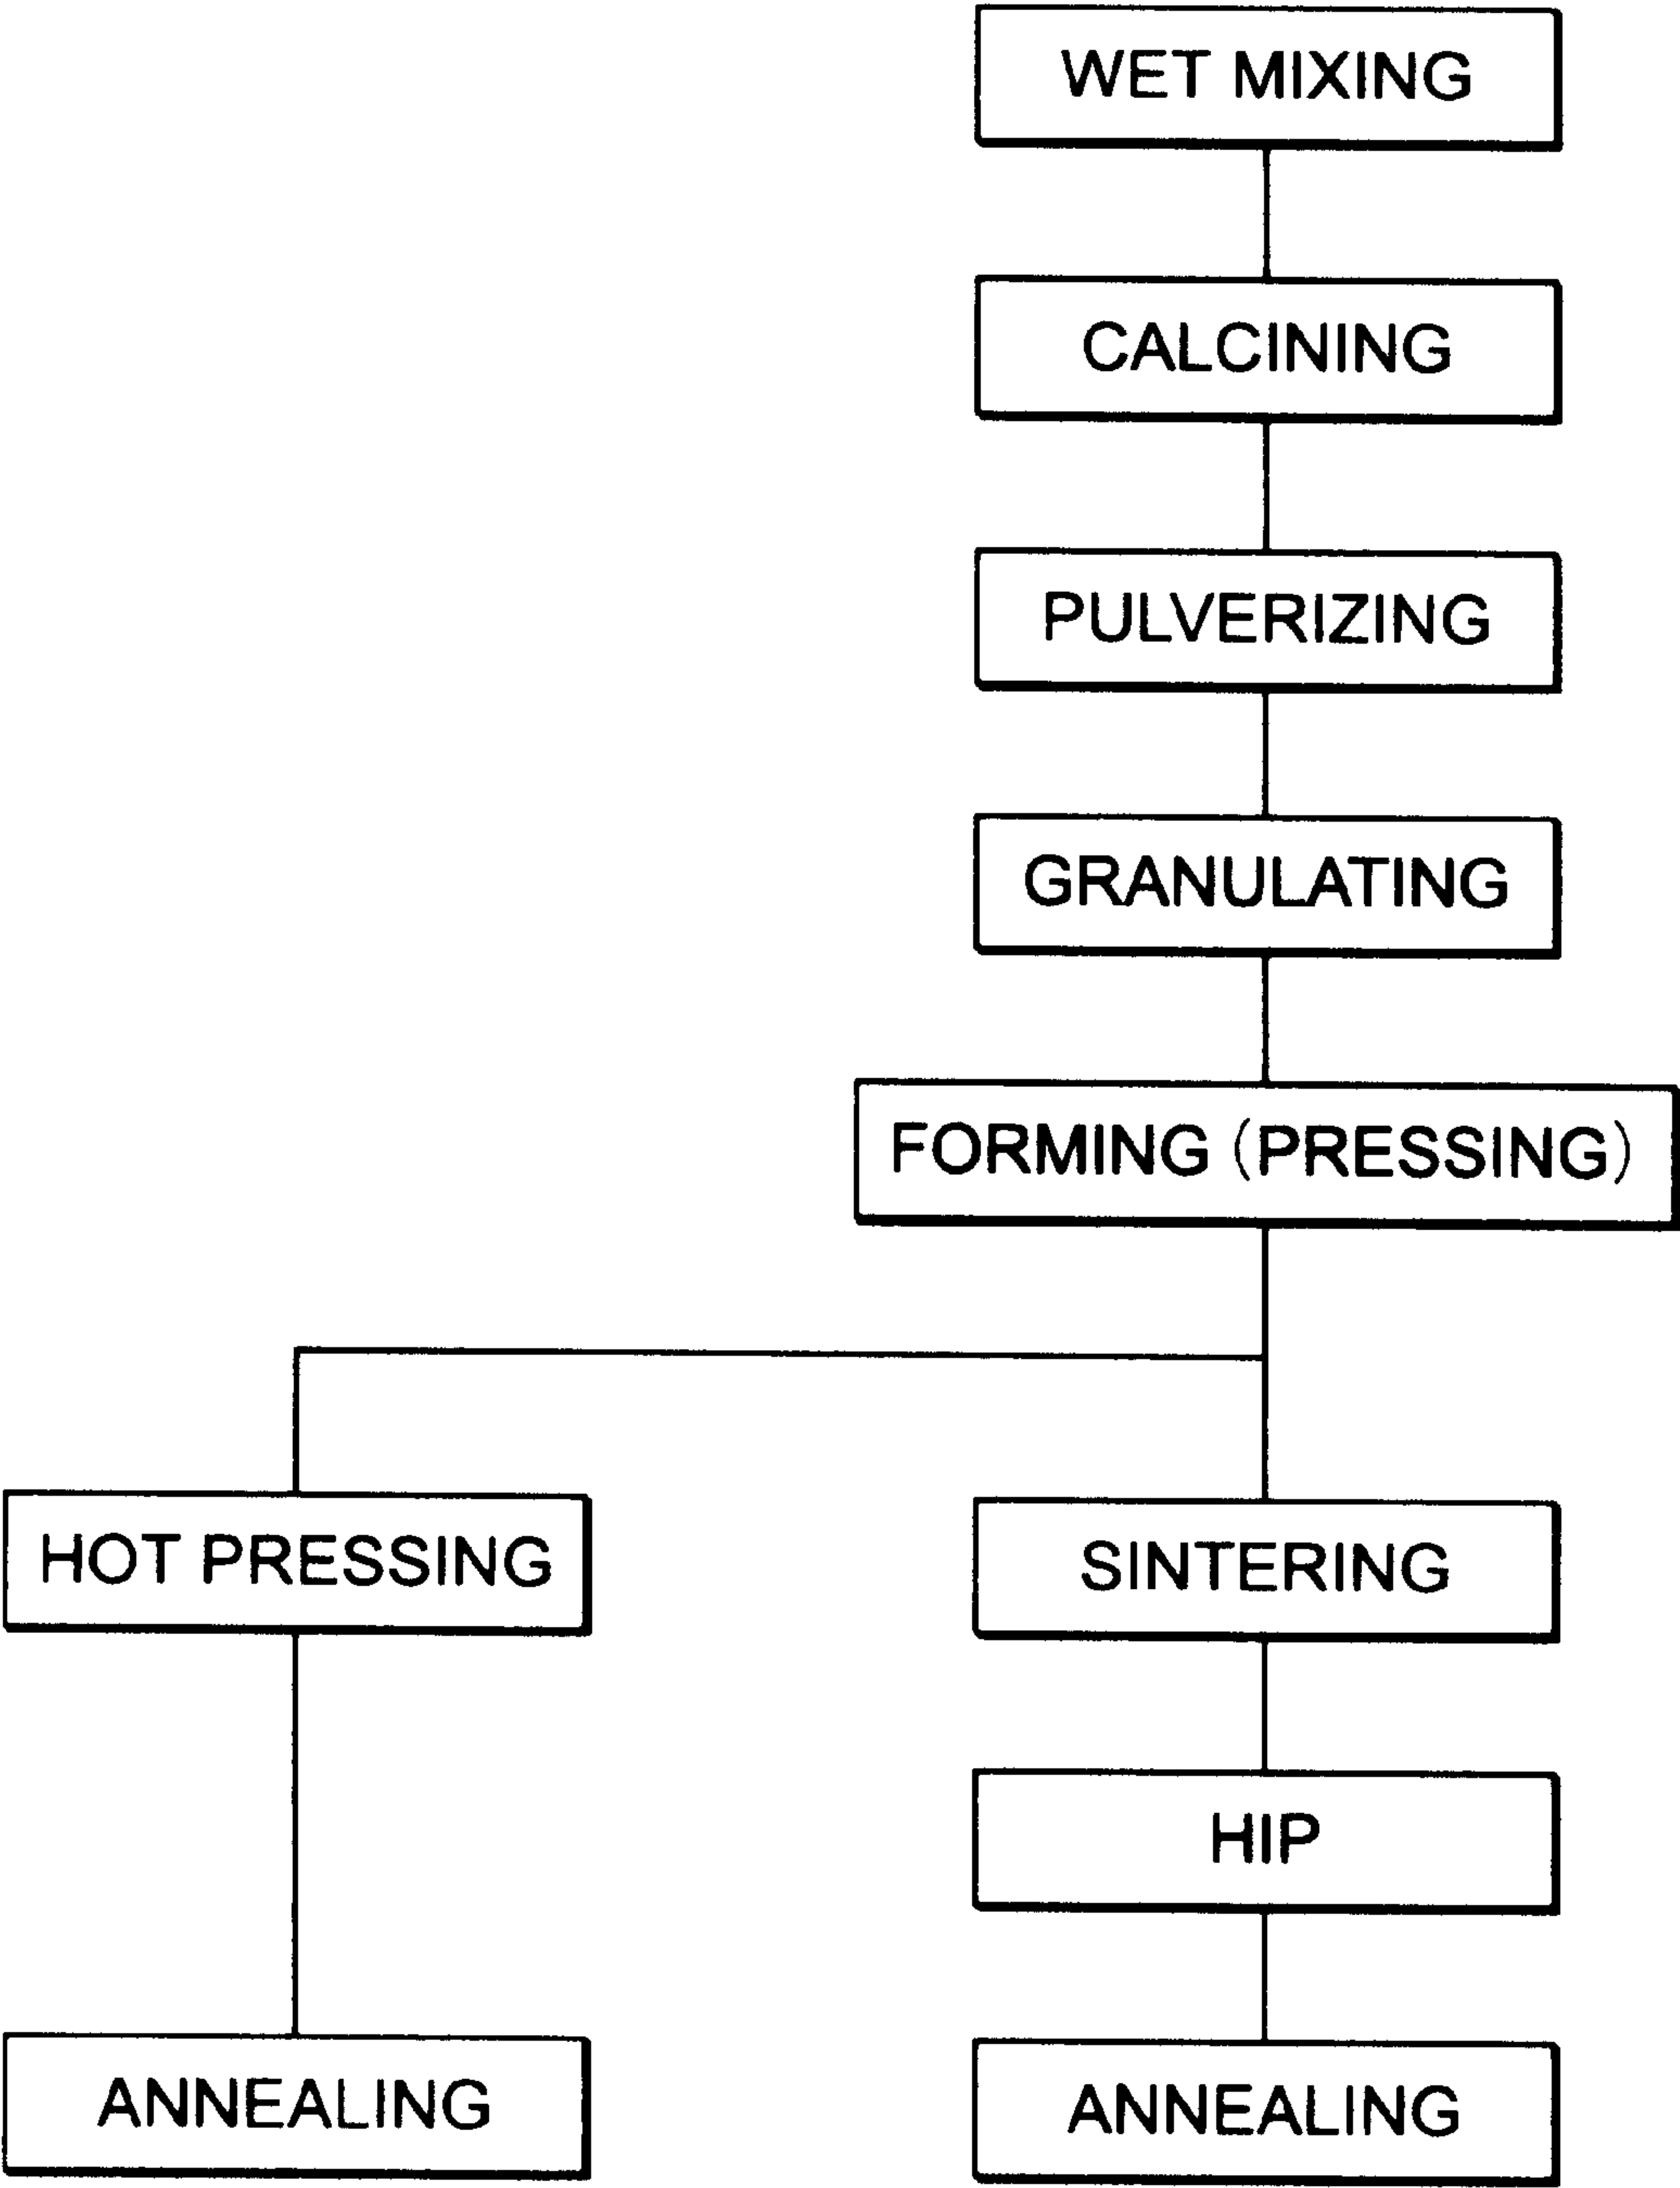 WET MIXING
CALCINING
PULVERIZING
GRANULATING
FORMING (PRESSING)
HOT PRESSING
SINTERING
HIP
ANNEALING
ANNEALING